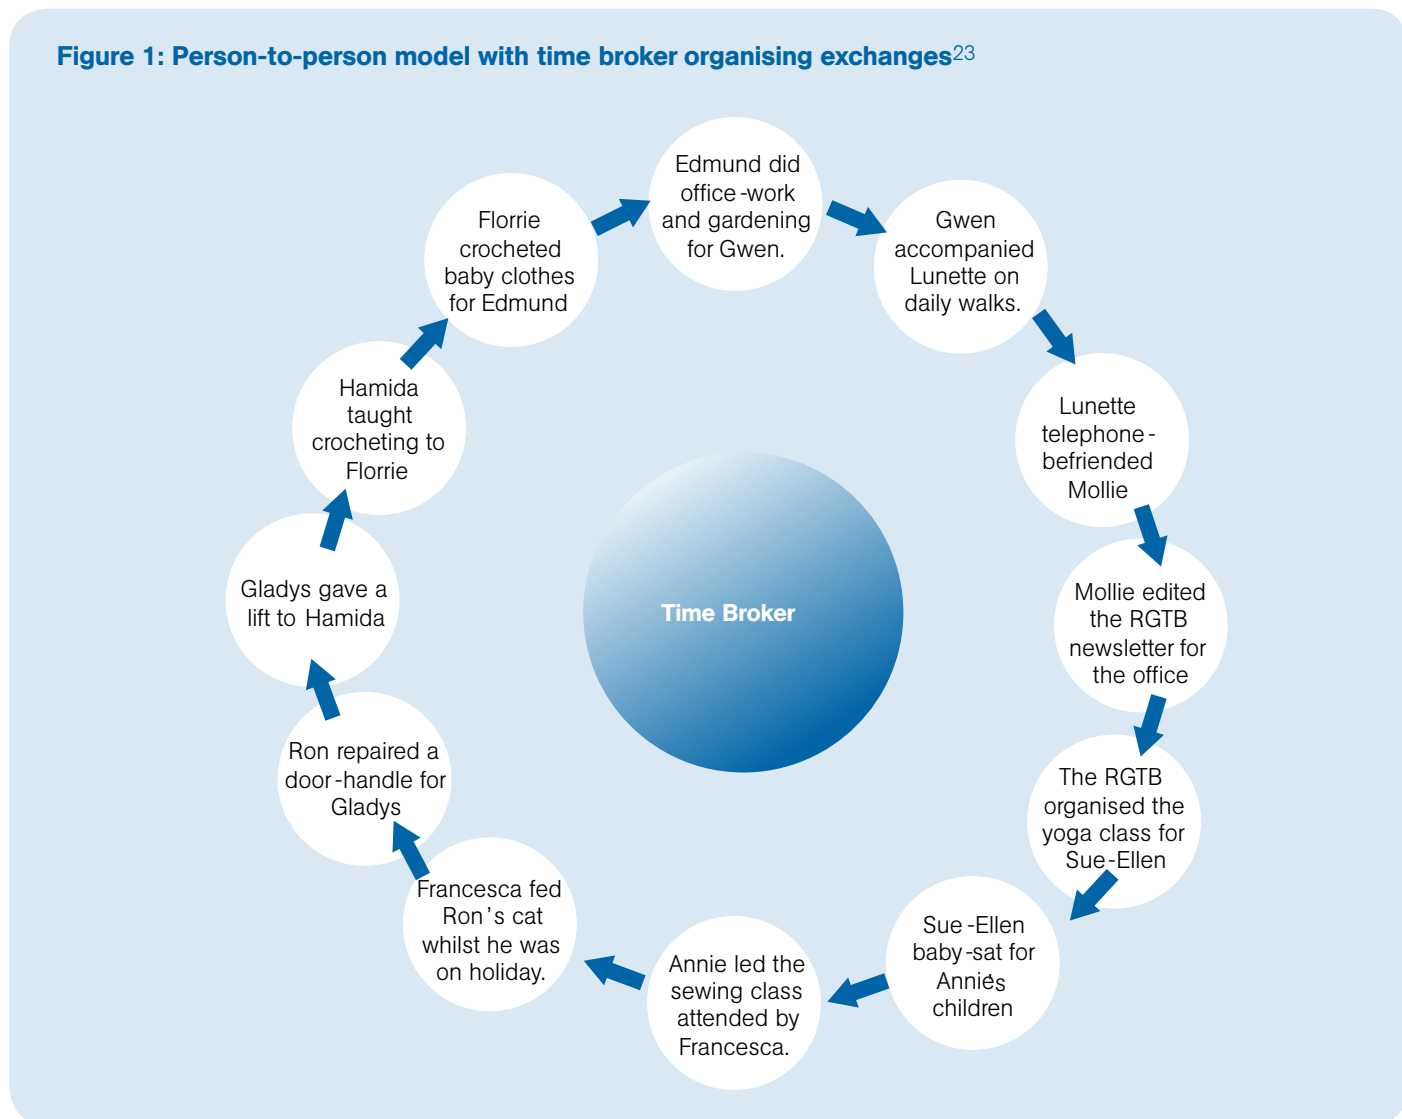 Figure 1: Person-to-person model with time broker organising exchanges23
Edmund did
office-work
and gardening
for Gwen.
Gwen
accompanied
Lunette on
daily walks.
Lunette
telephone-
befriended
Mollie
Mollie edited
the RGTB
newsletter for
the office
The RGTB
organised the
yoga class for
Sue-Ellen
Sue-Ellen
baby-sat for
Annie's
children
Annie led the
sewing class
attended by
Francesca.
Francesca fed
Ron's cat
whilst he was
on holiday.
Ron repaired a
door-handle for
Gladys
Gladys gave a
lift to Hamida
Hamida
taught
crocheting to
Florrie
Florrie
crocheted
baby clothes
for Edmund
Time Broker